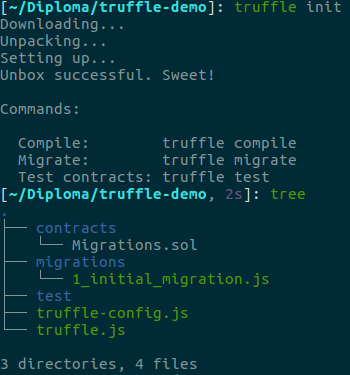 [~/Diploma/truffle-demo]: truffle init
Downloading...
Unpacking...
Setting up...
Unbox successful. Sweet!
Commands:
  Compile:        truffle compile
  Migrate:        truffle migrate
  Test contracts: truffle test
[~/Diploma/truffle-demo, 2s]: tree
.
├── contracts
│   └── Migrations.sol
├── migrations
│   └── 1_initial_migration.js
├── test
├── truffle-config.js
└── truffle.js
3 directories, 4 files